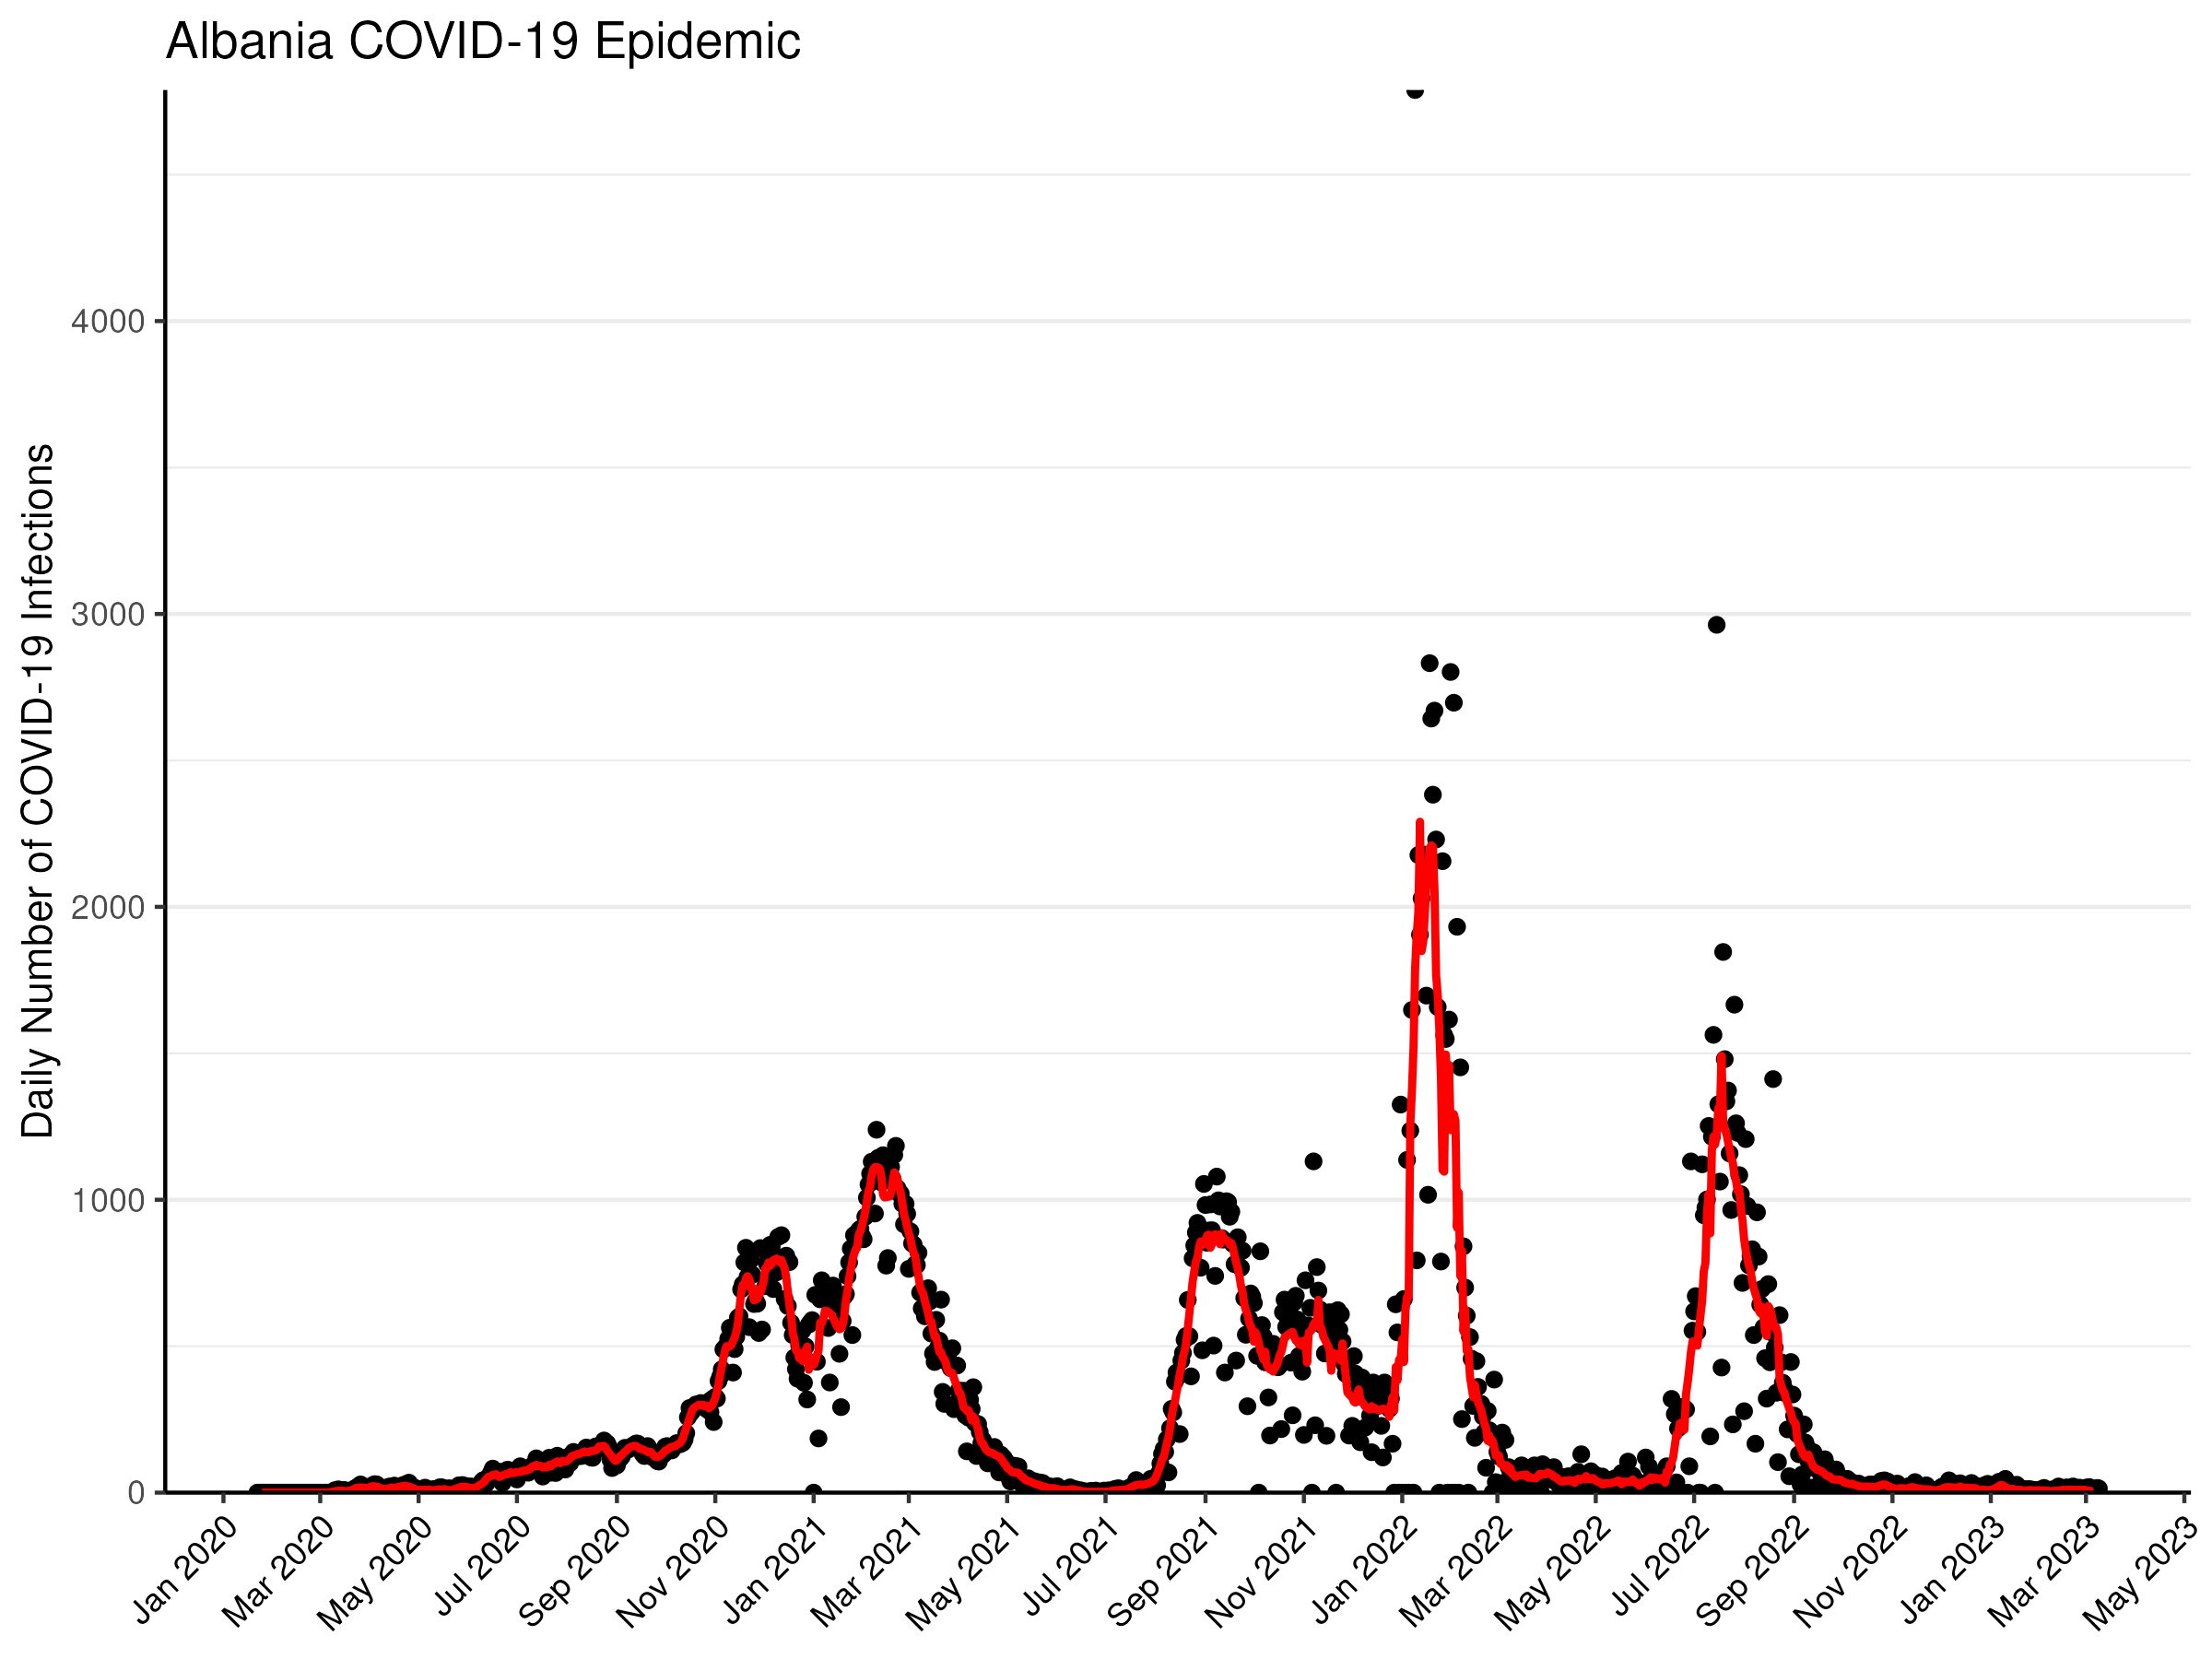 Albania COVID-19 Epidemic
Daily Number of COVID-19 Infections
4000
3000
2000
1000
0
Jan 2020
Mar 2020
May 2020
Jul 2020
Sep 2020
Nov 2020
Jan 2021
Mar 2021
May 2021
Jul 2021
Sep 2021
Nov 2021
Jan 2022
Mar 2022
May 2022
Jul 2022
Sep 2022
Nov 2022
Jan 2023
Mar 2023
May 2023